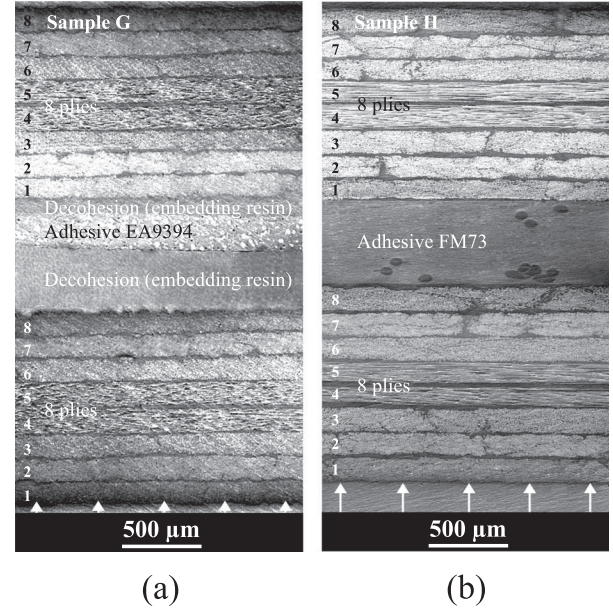 Sample G
8
7
6
5
8 plies
4
3
2
1
Decohesion (embedding resin)
Adhesive EA9394
Decohesion (embedding resin)
8
7
6
5
8 plies
4
3
2
1
500 µm
(a)
Sample H
8
7
6
5
8 plies
4
3
2
1
Adhesive FM73
8
7
6
5
8 plies
4
3
2
1
500 µm
(b)